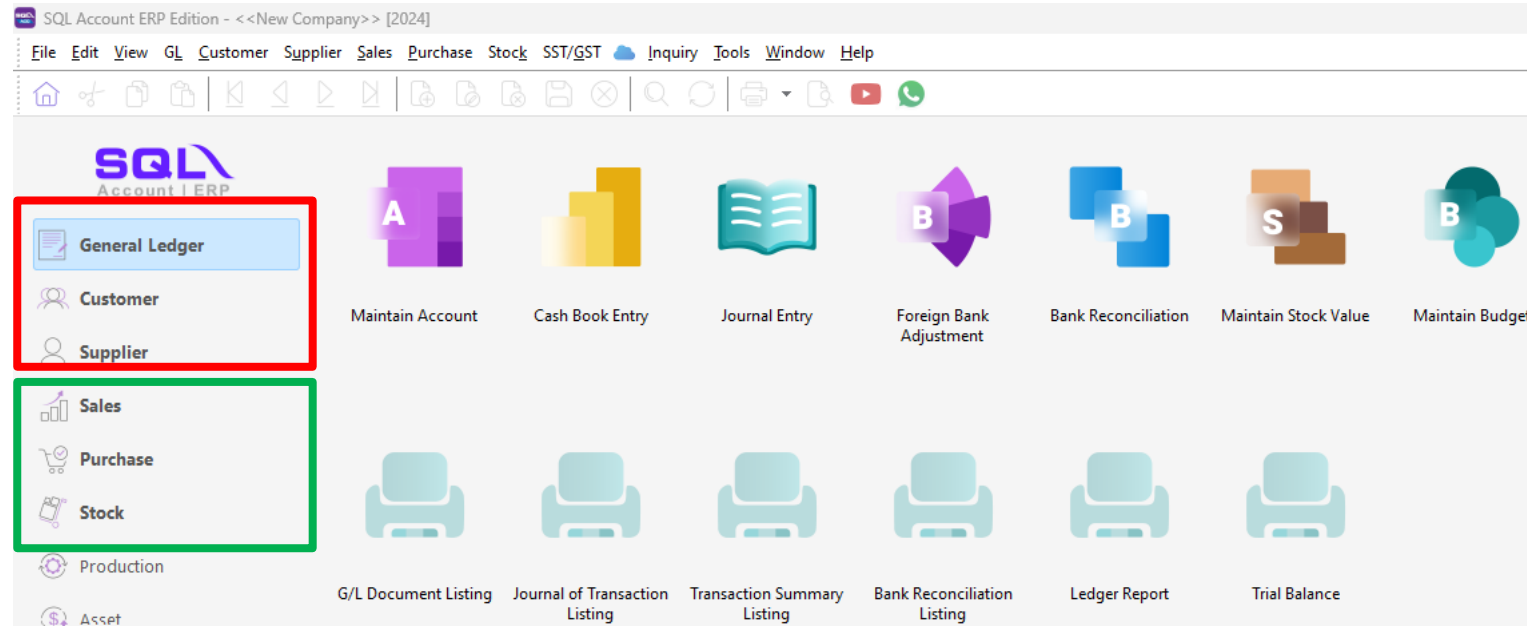 SQL Account ERP Edition - <<New Company>> [2024]
File Edit View GL Customer Supplier Sales Purchase Stock SST/GST Inquiry Tools Window Help
SQL
Account | ERP
General Ledger
Customer
Supplier
Sales
Purchase
Stock
Production
Asset
A
B
B
S
B
Maintain Account
Cash Book Entry
Journal Entry
Foreign Bank
Adjustment
Bank Reconciliation
Maintain Stock Value
Maintain Budget
G/L Document Listing
Journal of Transaction
Listing
Transaction Summary
Listing
Bank Reconciliation
Listing
Ledger Report
Trial Balance